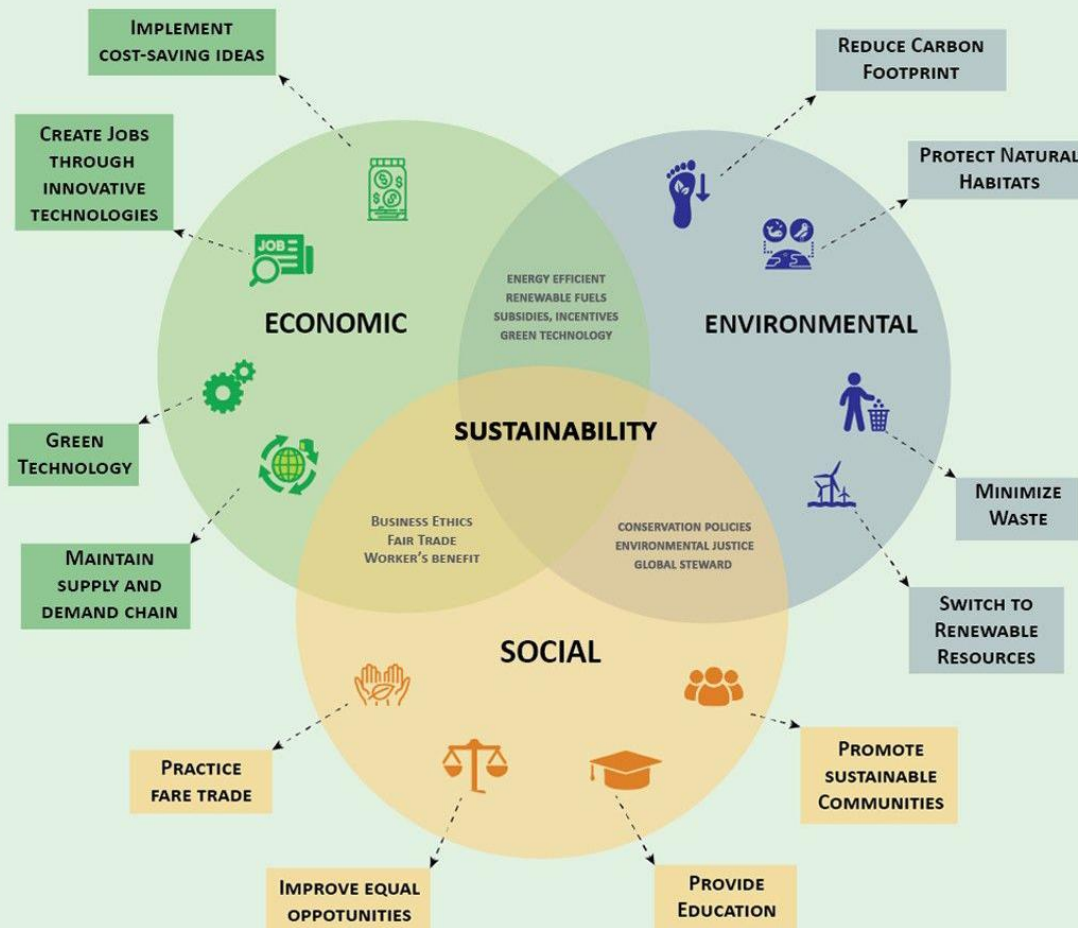 IMPLEMENT
COST-SAVING IDEAS
REDUCE CARBON
FOOTPRINT
CREATE JOBS
THROUGH
INNOVATIVE
TECHNOLOGIES
PROTECT NATURAL
HABITATS
JOB
ENERGY EFFICIENT
RENEWABLE FUELS
SUBSIDIES, INCENTIVES
GREEN TECHNOLOGY
ECONOMIC
ENVIRONMENTAL
SUSTAINABILITY
GREEN
TECHNOLOGY
MINIMIZE
WASTE
BUSINESS ETHICS
FAIR TRADE
WORKER'S BENEFIT
CONSERVATION POLICIES
ENVIRONMENTAL JUSTICE
GLOBAL STEWARD
MAINTAIN
SUPPLY AND
DEMAND CHAIN
SWITCH TO
RENEWABLE
RESOURCES
SOCIAL
PRACTICE
FARE TRADE
PROMOTE
SUSTAINABLE
COMMUNITIES
IMPROVE EQUAL
OPPOTUNITIES
PROVIDE
EDUCATION